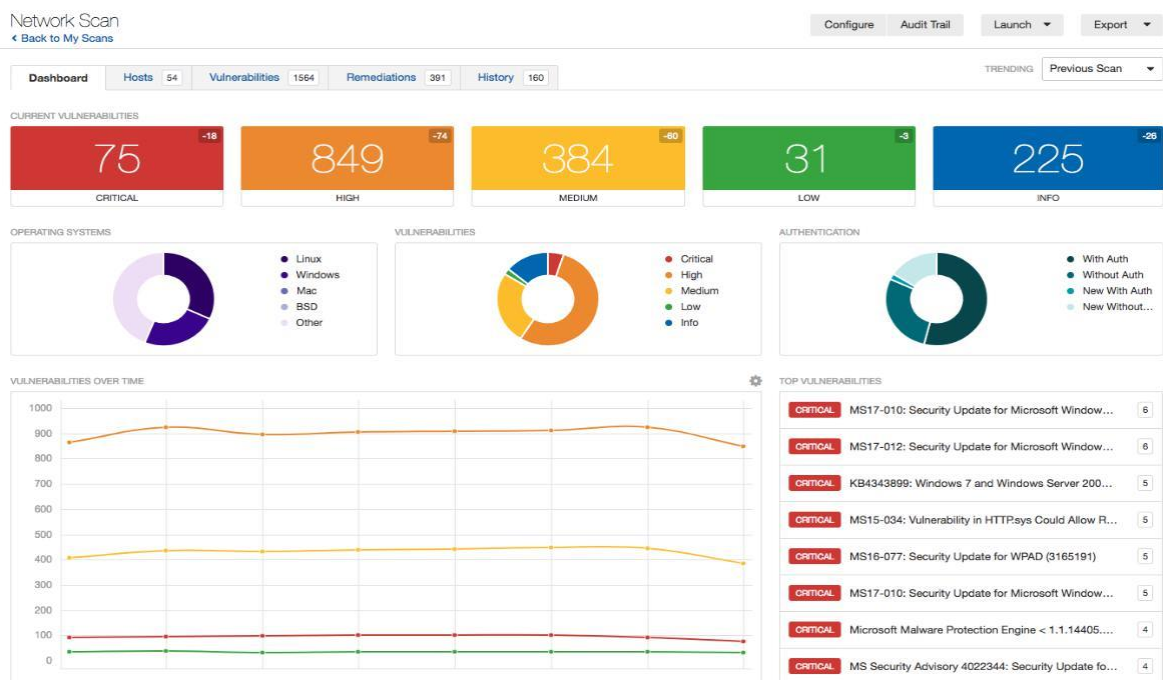 Network Scan
Back to My Scans
Configure
Audit Trail
Launch
Export
Dashboard
Hosts 54
Vulnerabilities 1564
Remediations 391
History 160
TRENDING
Previous Scan
CURRENT VULNERABILITIES
75
-18
CRITICAL
849
-74
HIGH
384
-60
MEDIUM
31
-3
LOW
225
-26
INFO
OPERATING SYSTEMS
Linux
Windows
Mac
BSD
Other
VULNERABILITIES
Critical
High
Medium
Low
Info
AUTHENTICATION
With Auth
Without Auth
New With Auth
New Without...
VULNERABILITIES OVER TIME
1000
900
800
700
600
500
400
300
200
100
0
TOP VULNERABILITIES
CRITICAL MS17-010: Security Update for Microsoft Window... 6
CRITICAL MS17-012: Security Update for Microsoft Window... 6
CRITICAL KB4343899: Windows 7 and Windows Server 200... 5
CRITICAL MS15-034: Vulnerability in HTTP.sys Could Allow R... 5
CRITICAL MS16-077: Security Update for WPAD (3165191) 5
CRITICAL MS17-010: Security Update for Microsoft Window... 5
CRITICAL Microsoft Malware Protection Engine < 1.1.14405.... 4
CRITICAL MS Security Advisory 4022344: Security Update fo... 4